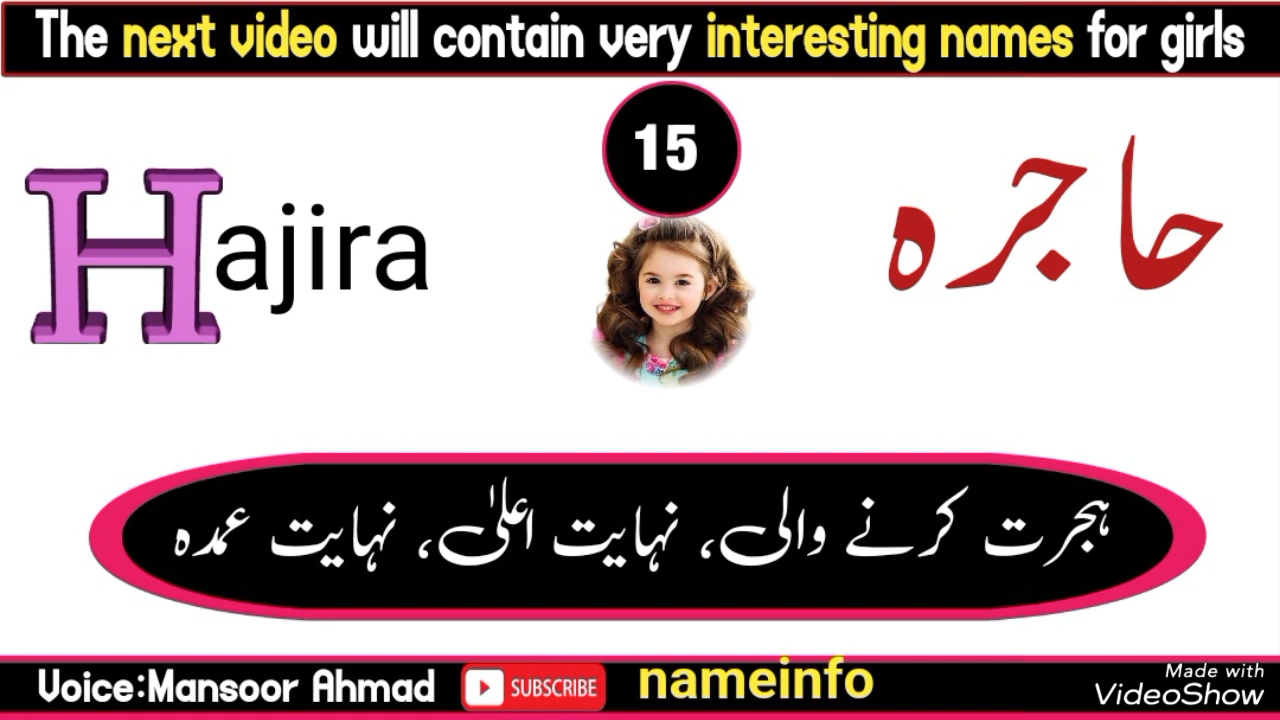 The next video will contain very interesting names for girls
15
Hajira
حاجرہ
ہجرت کرنے والی، نہایت اعلیٰ، نہایت عمدہ
Voice:Mansoor Ahmad
SUBSCRIBE
nameinfo
Made with
VideoShow